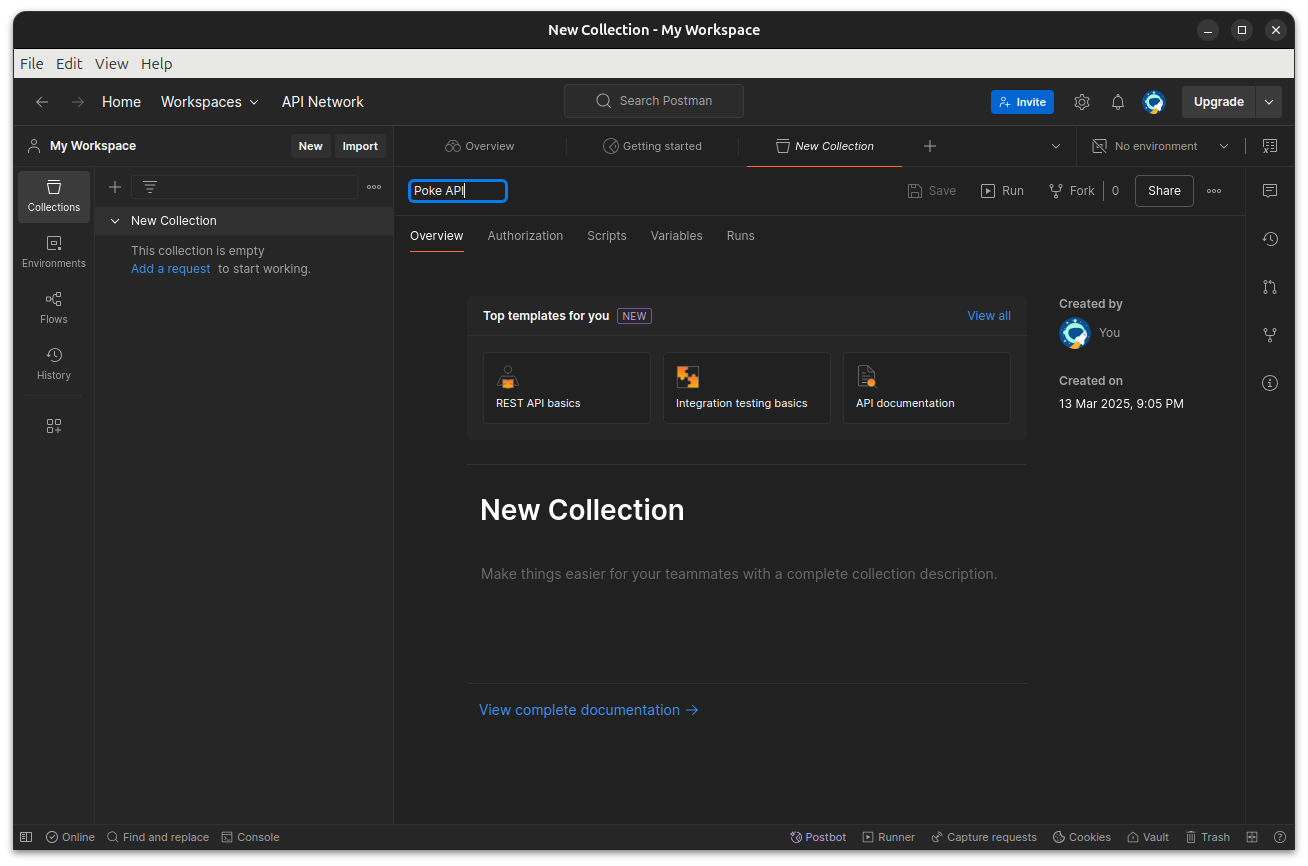 New Collection - My Workspace
File Edit View Help
Home Workspaces API Network
Search Postman
Invite
Upgrade
My Workspace
New Import
Overview
Getting started
New Collection
No environment
Collections
Environments
Flows
History
New Collection
This collection is empty
Add a request to start working.
Poke API
Save Run Fork 0 Share
Overview Authorization Scripts Variables Runs
Top templates for you NEW View all
REST API basics
Integration testing basics
API documentation
Created by
You
Created on
13 Mar 2025, 9:05 PM
New Collection
Make things easier for your teammates with a complete collection description.
View complete documentation →
Online Find and replace Console
Postbot Runner Capture requests Cookies Vault Trash